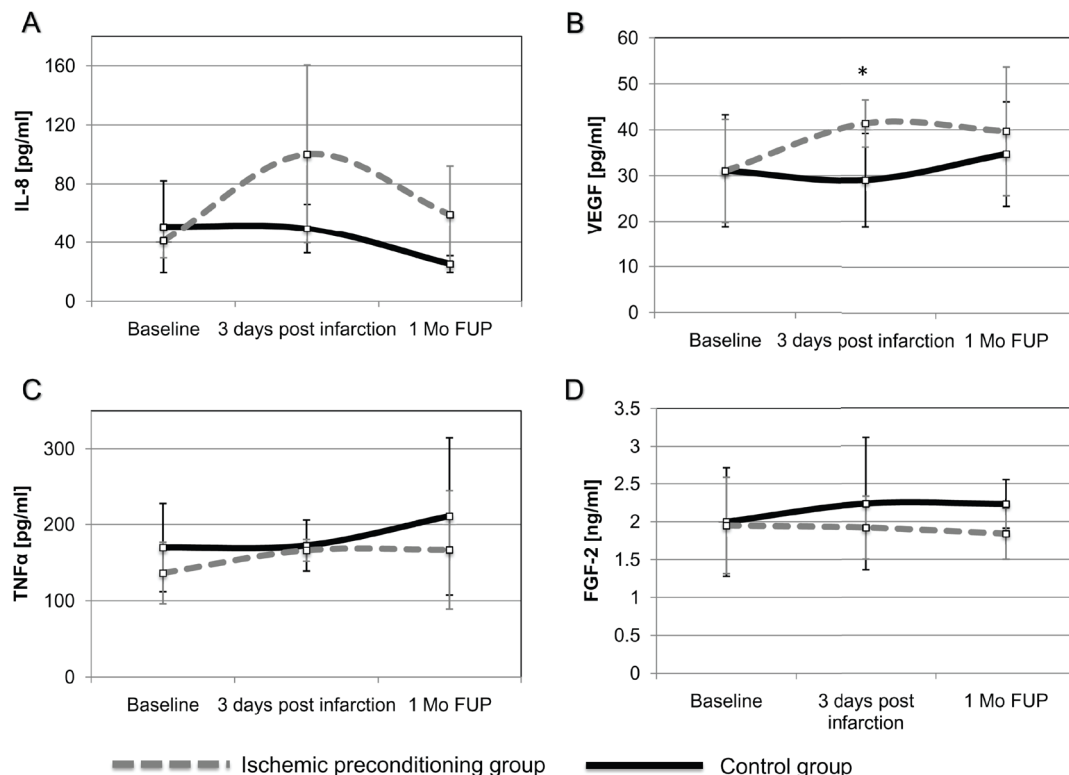 A
IL-8 [pg/ml]
160
120
80
40
0
Baseline 3 days post infarction 1 Mo FUP
B
VEGF [pg/ml]
60
50
40
30
20
10
0
*
Baseline 3 days post infarction 1 Mo FUP
C
TNFα [pg/ml]
300
200
100
0
Baseline 3 days post infarction 1 Mo FUP
D
FGF-2 [ng/ml]
3.5
3
2.5
2
1.5
1
0.5
0
Baseline 3 days post 1 Mo FUP
infarction
Ischemic preconditioning group Control group